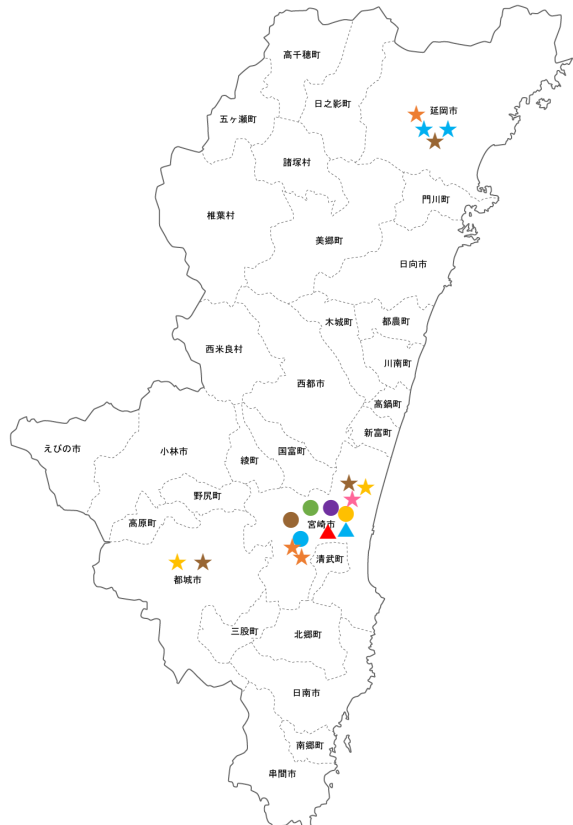 高千穂町
日之影町
延岡市
五ヶ瀬町
諸塚村
門川町
椎葉村
美郷町
日向市
木城町
都農町
西米良村
川南町
西都市
高鍋町
新富町
えびの市
小林市
綾町
国富町
野尻町
高原町
宮崎市
清武町
都城市
三股町
北郷町
日南市
南郷町
串間市